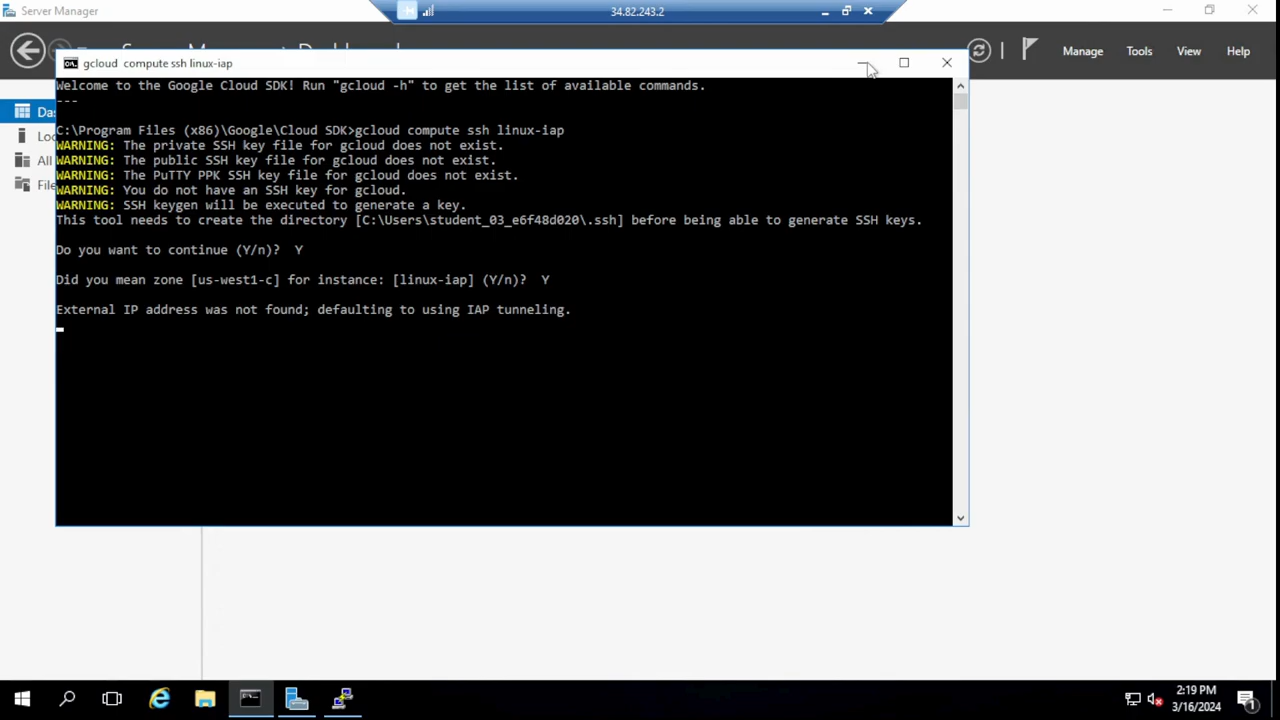 Server Manager
34.82.243.2
Manage
Tools
View
Help
gcloud compute ssh linux-iap
Welcome to the Google Cloud SDK! Run "gcloud -h" to get the list of available commands.
---
C:\Program Files (x86)\Google\Cloud SDK>gcloud compute ssh linux-iap
WARNING: The private SSH key file for gcloud does not exist.
WARNING: The public SSH key file for gcloud does not exist.
WARNING: The PuTTY PPK SSH key file for gcloud does not exist.
WARNING: You do not have an SSH key for gcloud.
WARNING: SSH keygen will be executed to generate a key.
This tool needs to create the directory [C:\Users\student_03_e6f48d020\.ssh] before being able to generate SSH keys.
Do you want to continue (Y/n)? Y
Did you mean zone [us-west1-c] for instance: [linux-iap] (Y/n)? Y
External IP address was not found; defaulting to using IAP tunneling.
Das
Loc
All
File
2:19 PM
3/16/2024
1